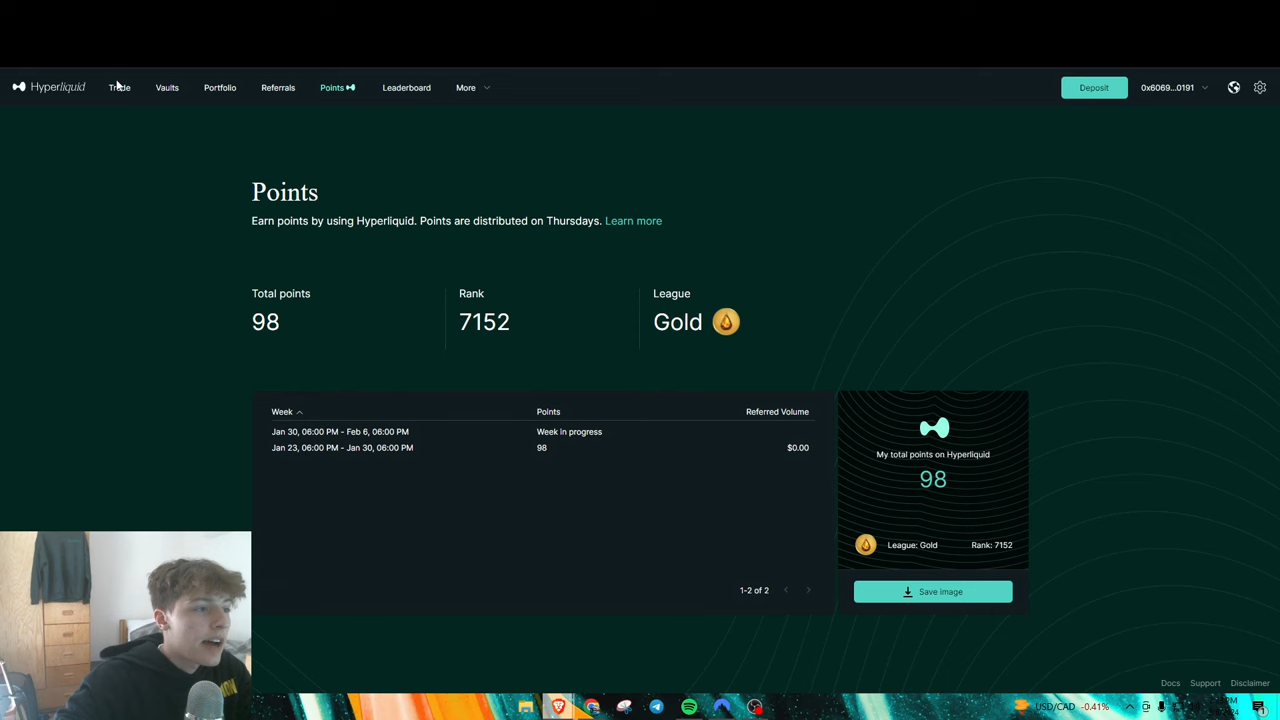 Hyperliquid Trade Vaults Portfolio Referrals Points Leaderboard More Deposit 0x6069...0191
Points
Earn points by using Hyperliquid. Points are distributed on Thursdays. Learn more
Total points Rank League
98 7152 Gold
Week Points Referred Volume
Jan 30, 06:00 PM - Feb 6, 06:00 PM Week in progress
Jan 23, 06:00 PM - Jan 30, 06:00 PM 98 $0.00
1-2 of 2
My total points on Hyperliquid
98
League: Gold Rank: 7152
Save image
Docs Support Disclaimer
USD/CAD -0.41%